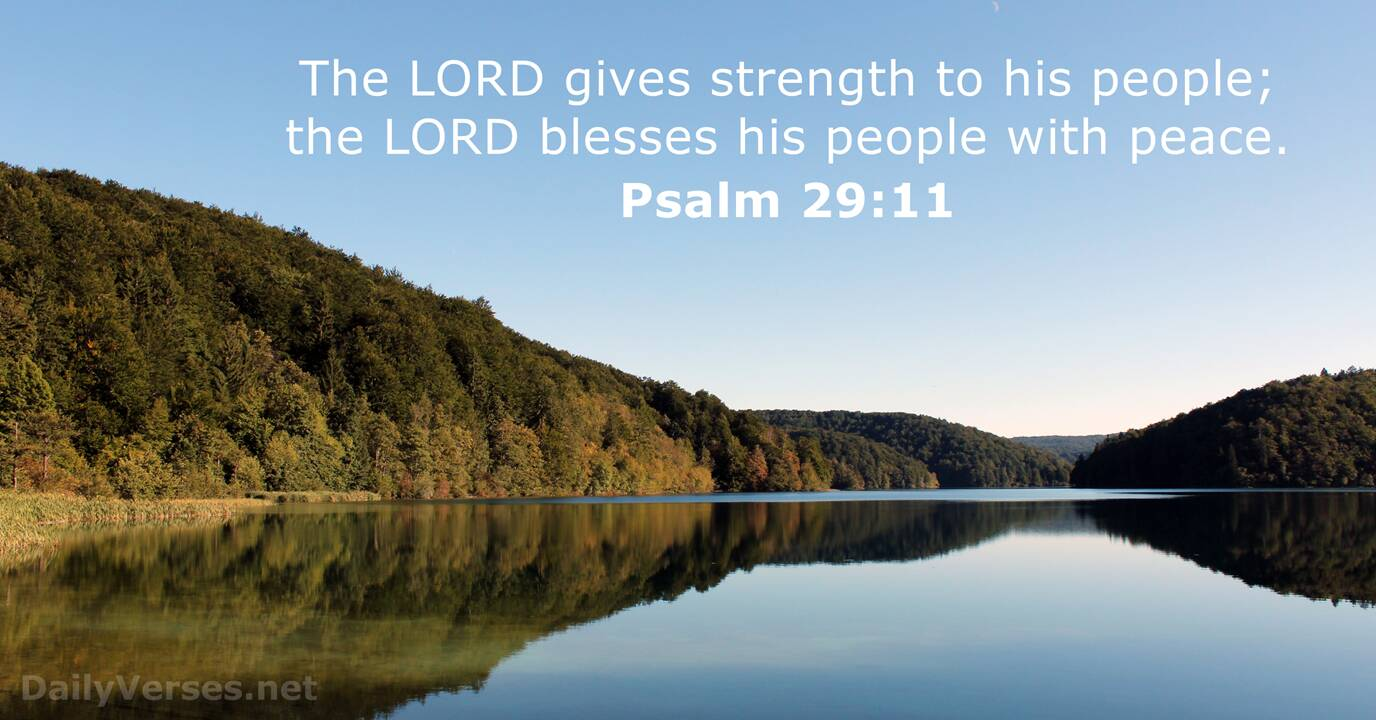 The LORD gives strength to his people;
the LORD blesses his people with peace.
Psalm 29:11
DailyVerses.net